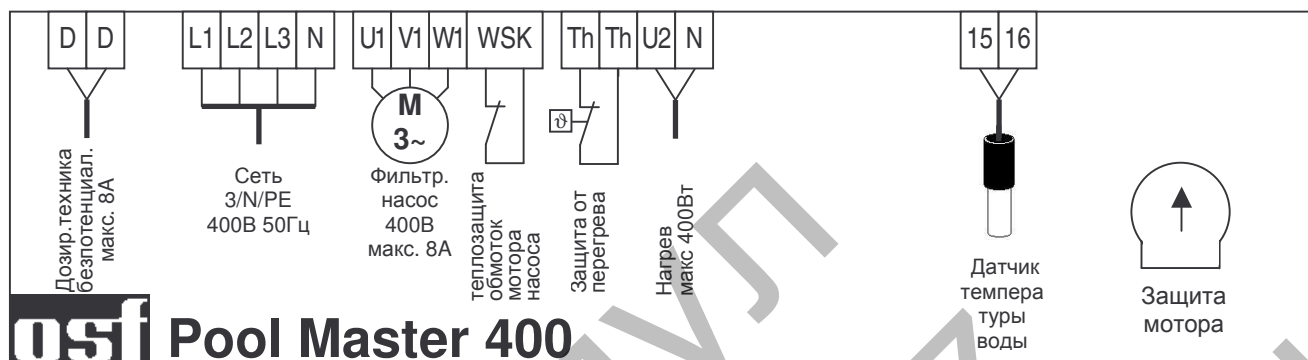 D D L1 L2 L3 N U1 V1 W1 WSK Th Th U2 N 15 16
M
3~
ϑ
Дозир.техника
безпотенциал.
макс. 8А
Сеть
3/N/PE
400В 50Гц
Фильтр.
насос
400В
макс. 8А
теплозащита
обмоток
мотора
насоса
Защита от
перегрева
Нагрев
макс 400Вт
Датчик
темпера
туры
воды
Защита
мотора
osf Pool Master 400